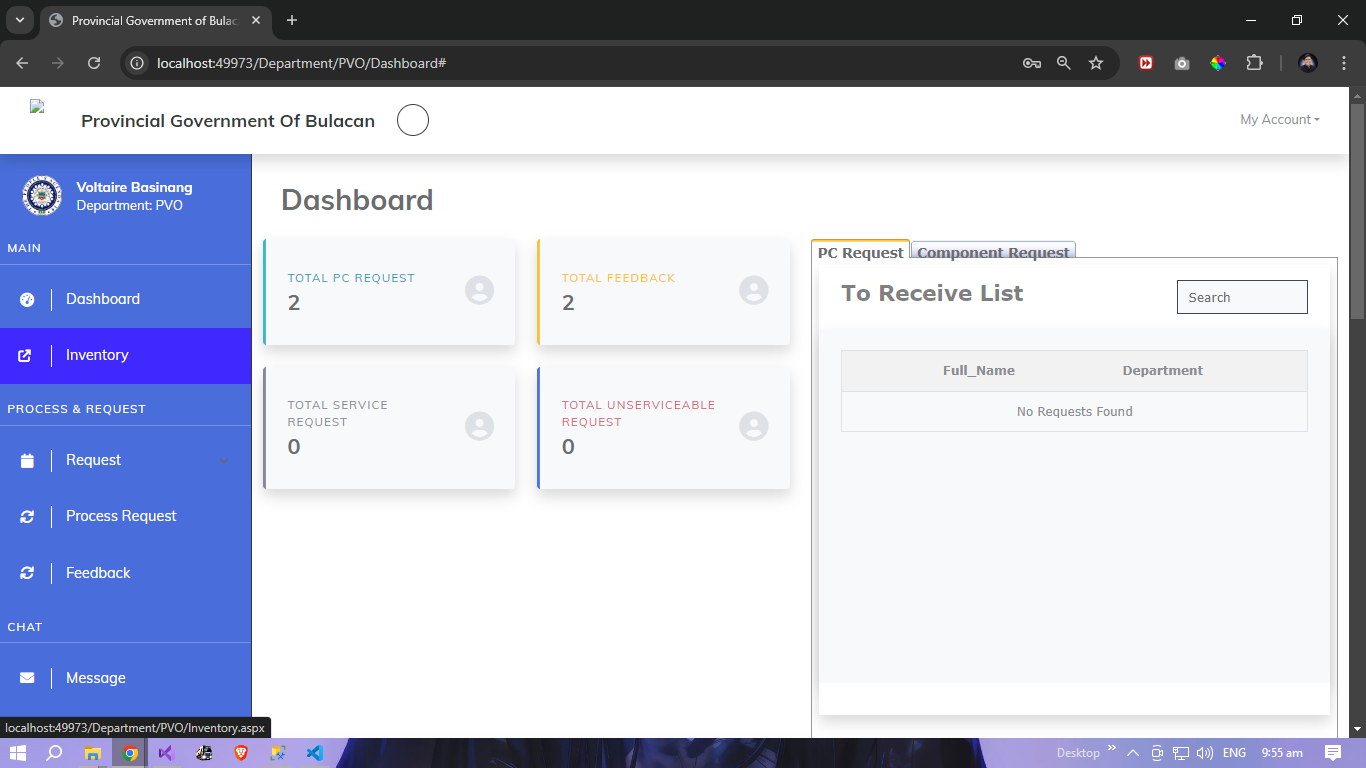 Provincial Government of Bulac
localhost:49973/Department/PVO/Dashboard#
Provincial Government Of Bulacan
My Account
Voltaire Basinang
Department: PVO
MAIN
Dashboard
Inventory
PROCESS & REQUEST
Request
Process Request
Feedback
CHAT
Message
localhost:49973/Department/PVO/Inventory.aspx
Dashboard
TOTAL PC REQUEST
2
TOTAL FEEDBACK
2
TOTAL SERVICE
REQUEST
0
TOTAL UNSERVICEABLE
REQUEST
0
PC Request
Component Request
To Receive List
Search
Full_Name Department
No Requests Found
Desktop
ENG
9:55 am